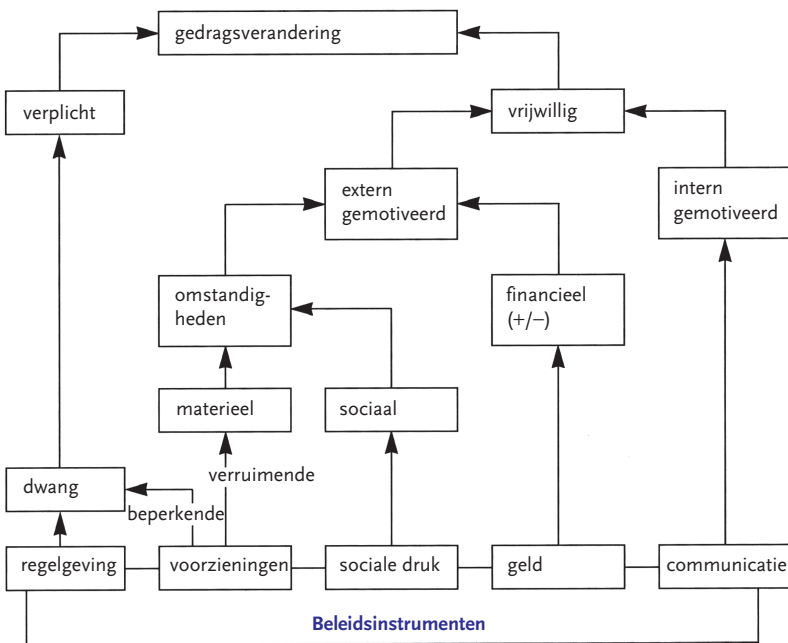 gedragsverandering
verplicht
vrijwillig
extern
gemotiveerd
intern
gemotiveerd
omstandig-
heden
financieel
(+/−)
materieel
sociaal
verruimende
dwang
beperkende
regelgeving
voorzieningen
sociale druk
geld
communicatie
Beleidsinstrumenten